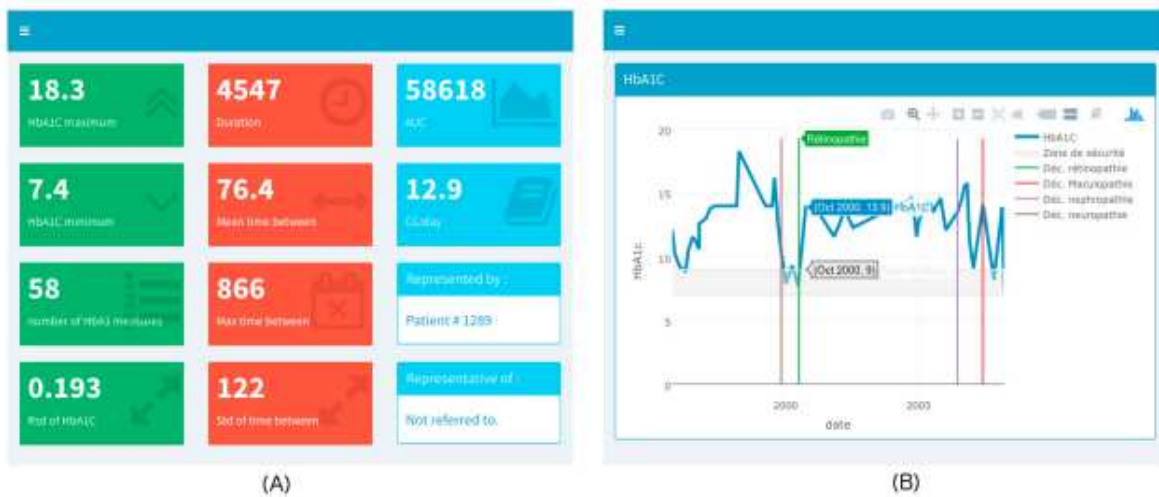 18.3
HbA1C maximum
4547
Duration
58618
AUC
7.4
HbA1C minimum
76.4
Mean time between
12.9
58
number of HbA1 measures
866
Max time between
Represented by :
Patient # 1289
0.193
Rsd of HbA1C
122
Std of time between
Representative of :
Not referred to.
(A)
HbA1C
20
15
10
5
0
HbA1c
2000
2005
date
Rétinopathie
(Oct 2000, 13.9)
HbA1C
(Oct 2000, 9)
HbA1C
Zone de sécurité
Déc. rétinopathie
Déc. Maculopathie
Déc. nephropathie
Déc. neuropathie
(B)